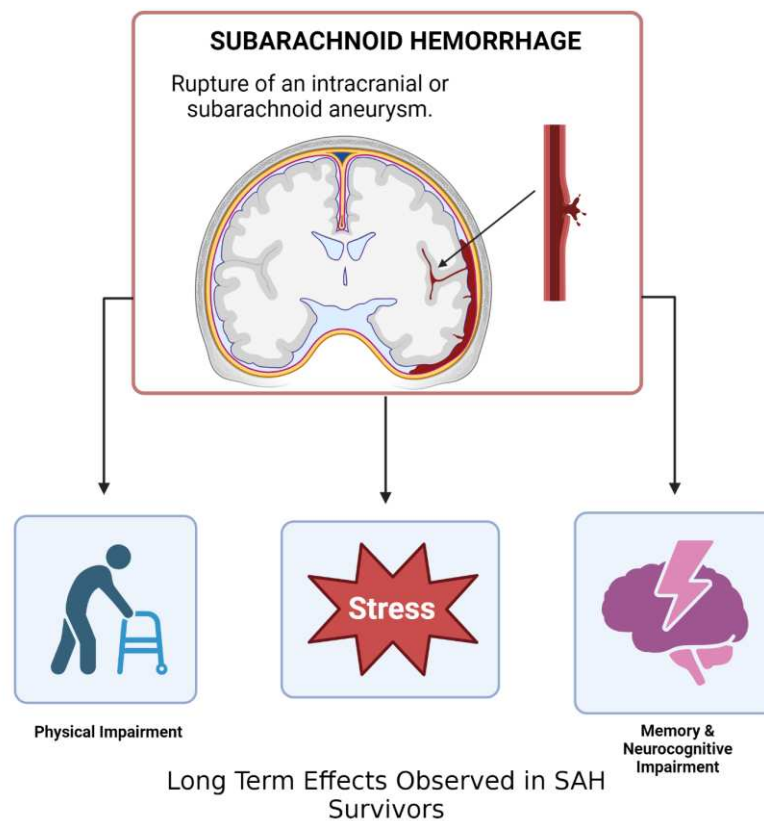 SUBARACHNOID HEMORRHAGE
Rupture of an intracranial or
subarachnoid aneurysm.
Stress
Physical Impairment
Memory &
Neurocognitive
Impairment
Long Term Effects Observed in SAH
Survivors